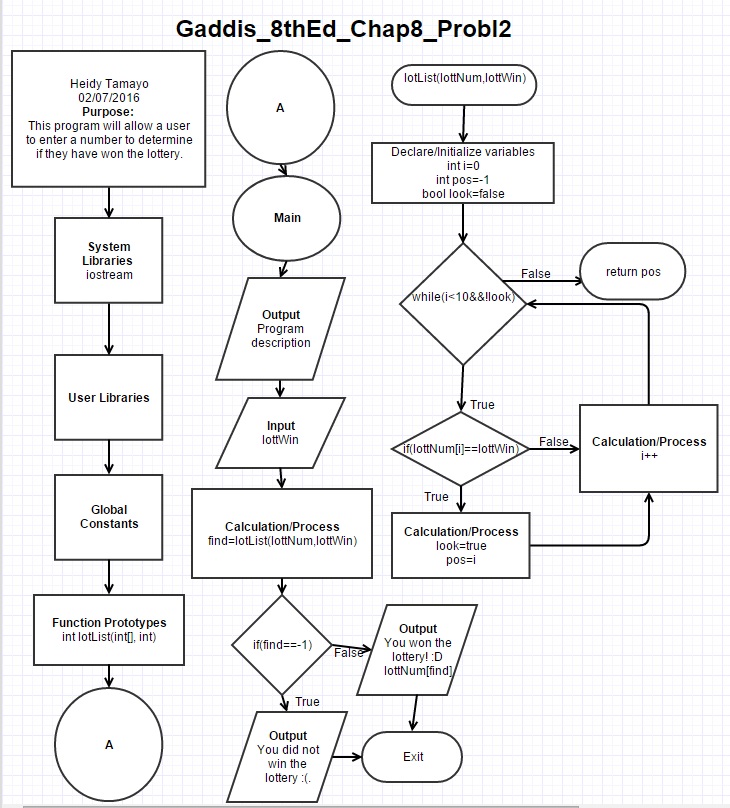 Gaddis_8thEd_Chap8_Probl2
Heidy Tamayo
02/07/2016
Purpose:
This program will allow a user
to enter a number to determine
if they have won the lottery.
System
Libraries
iostream
User Libraries
Global
Constants
Function Prototypes
int lotList(int[], int)
A
A
Main
Output
Program
description
Input
lottWin
Calculation/Process
find=lotList(lottNum,lottWin)
if(find==-1)
False
True
Output
You won the
lottery! :D
lottNum[find]
Output
You did not
win the
lottery :(.
Exit
lotList(lottNum,lottWin)
Declare/Initialize variables
int i=0
int pos=-1
bool look=false
while(i<10&&!look)
False
return pos
True
if(lottNum[i]==lottWin)
False
Calculation/Process
i++
True
Calculation/Process
look=true
pos=i